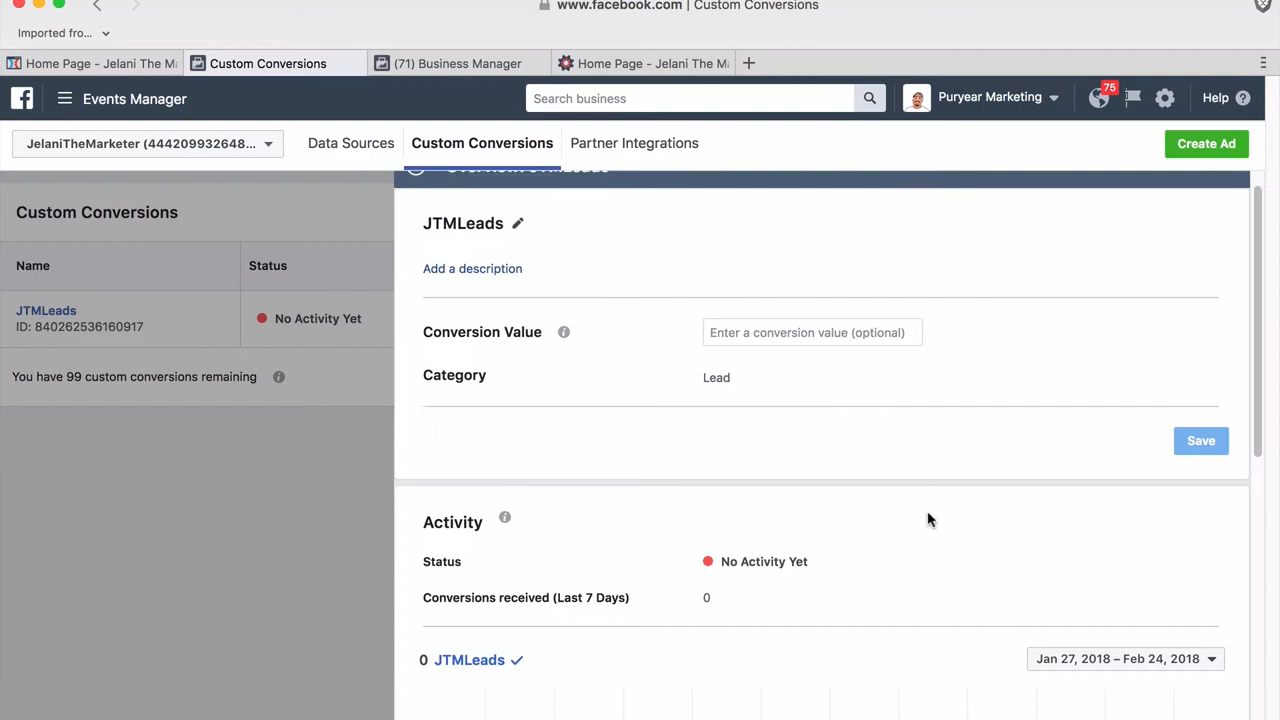 www.facebook.com | Custom Conversions
Imported fro...
Home Page - Jelani The M
Custom Conversions
(71) Business Manager
Home Page - Jelani The M
Events Manager
Search business
Puryear Marketing
75
Help
JelaniTheMarketer (444209932648...
Data Sources
Custom Conversions
Partner Integrations
Create Ad
Custom Conversions
Name
Status
JTMLeads
ID: 840262536160917
No Activity Yet
You have 99 custom conversions remaining
JTMLeads
Add a description
Conversion Value
Enter a conversion value (optional)
Category
Lead
Save
Activity
Status
No Activity Yet
Conversions received (Last 7 Days)
0
0 JTMLeads
Jan 27, 2018 – Feb 24, 2018